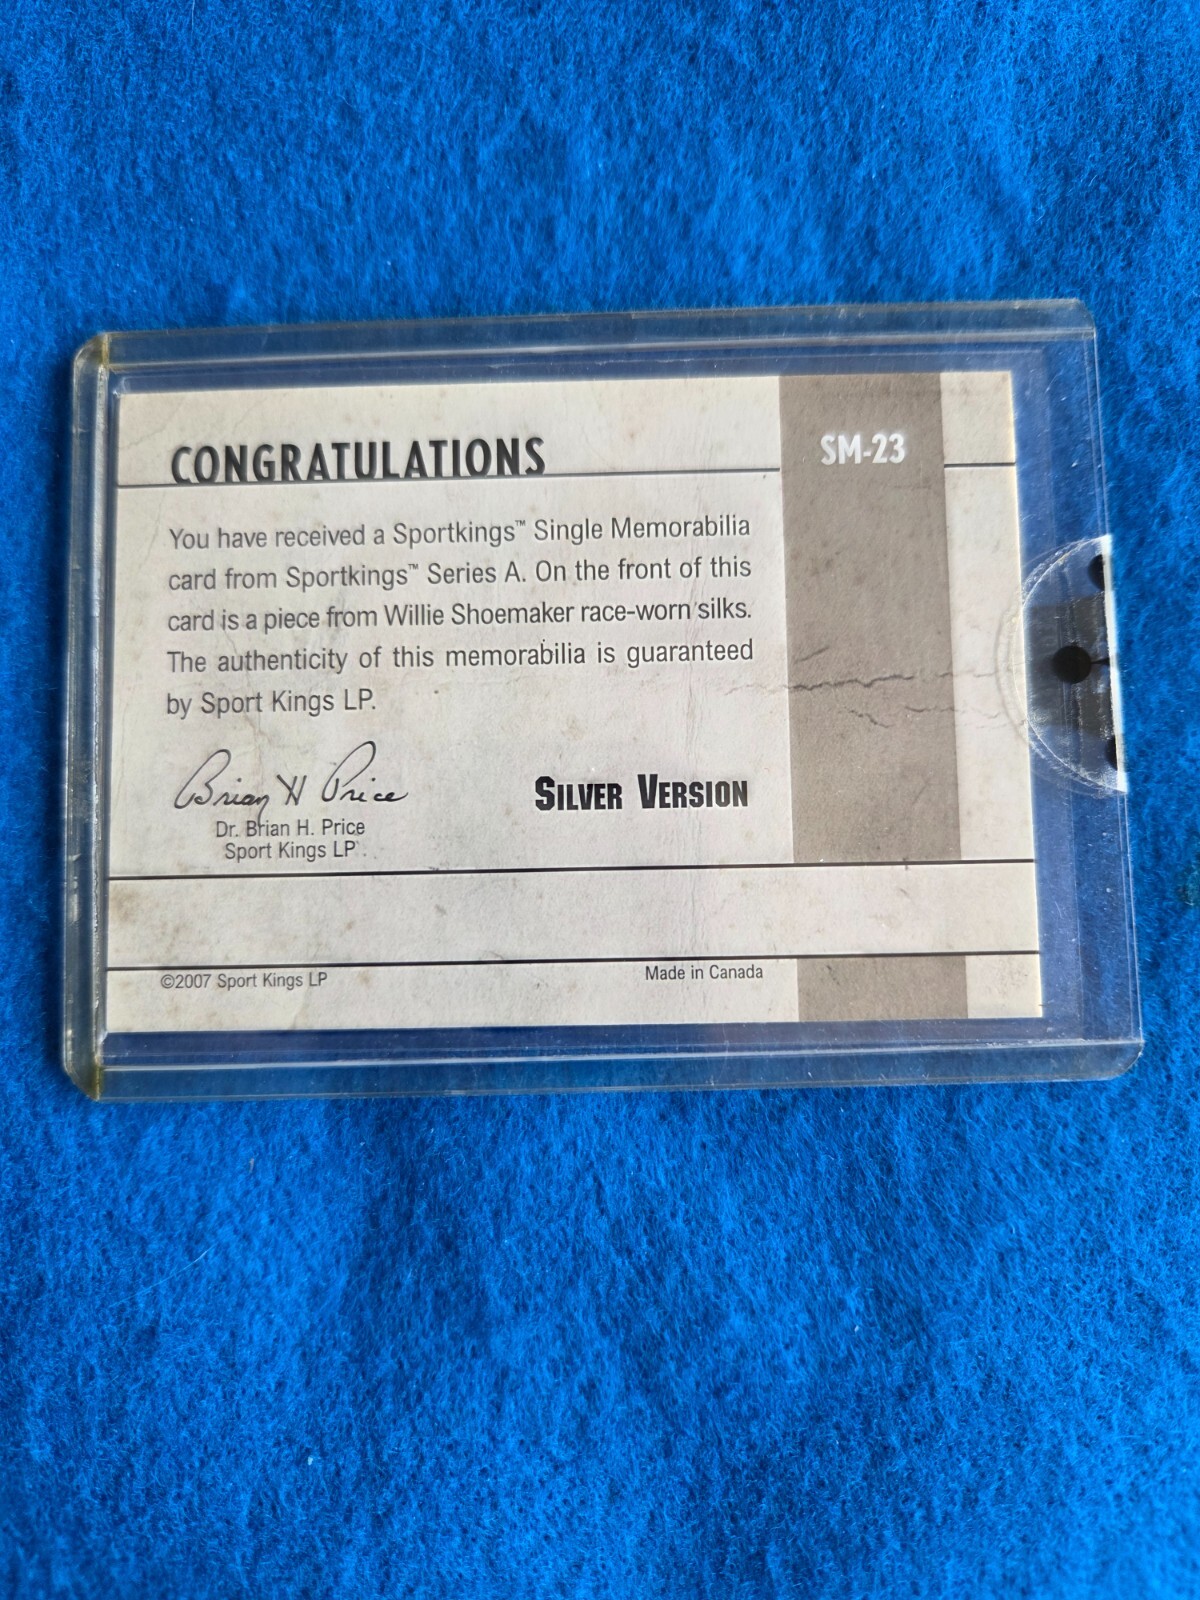 CONGRATULATIONS
SM-23
You have received a Sportkings™ Single Memorabilia
card from Sportkings™ Series A. On the front of this
card is a piece from Willie Shoemaker race-worn silks.
The authenticity of this memorabilia is guaranteed
by Sport Kings LP.
Brian H Price
Dr. Brian H. Price
Sport Kings LP
SILVER VERSION
©2007 Sport Kings LP
Made in Canada